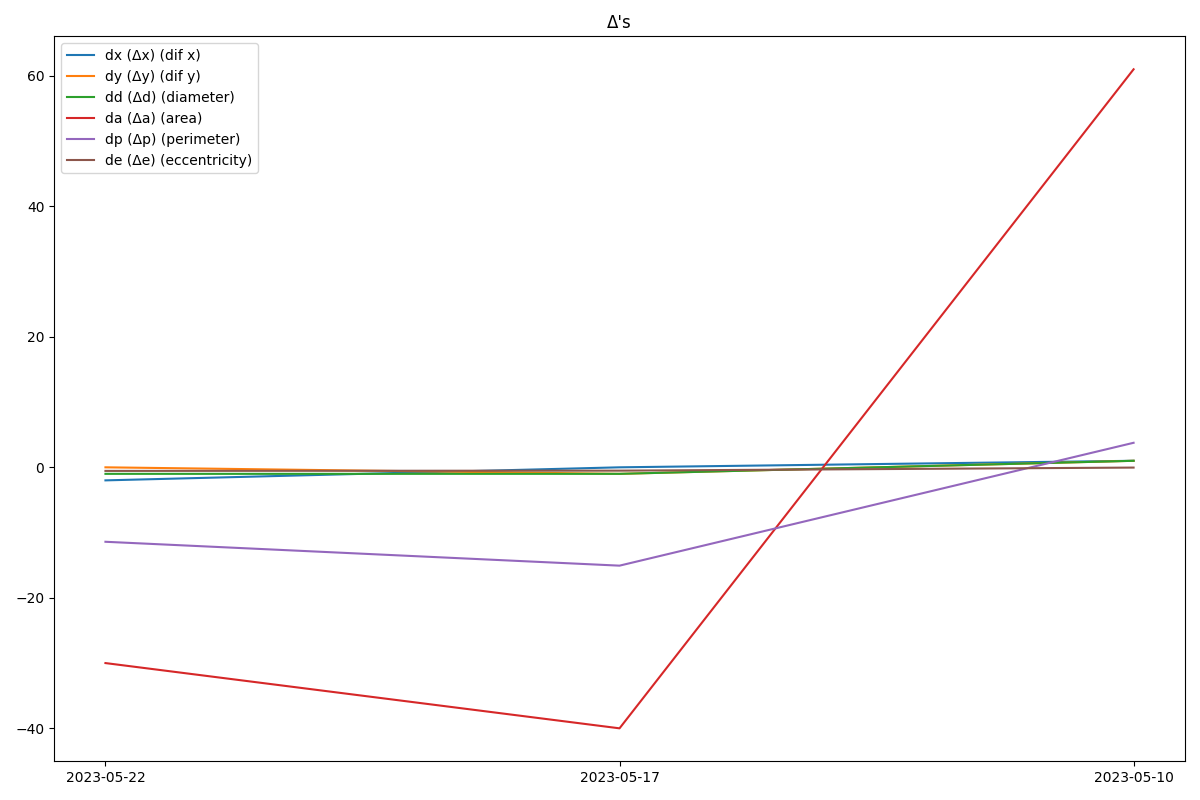 Δ's
dx (Δx) (dif x)
dy (Δy) (dif y)
dd (Δd) (diameter)
da (Δa) (area)
dp (Δp) (perimeter)
de (Δe) (eccentricity)
60
40
20
0
−20
−40
2023-05-22 2023-05-17 2023-05-10